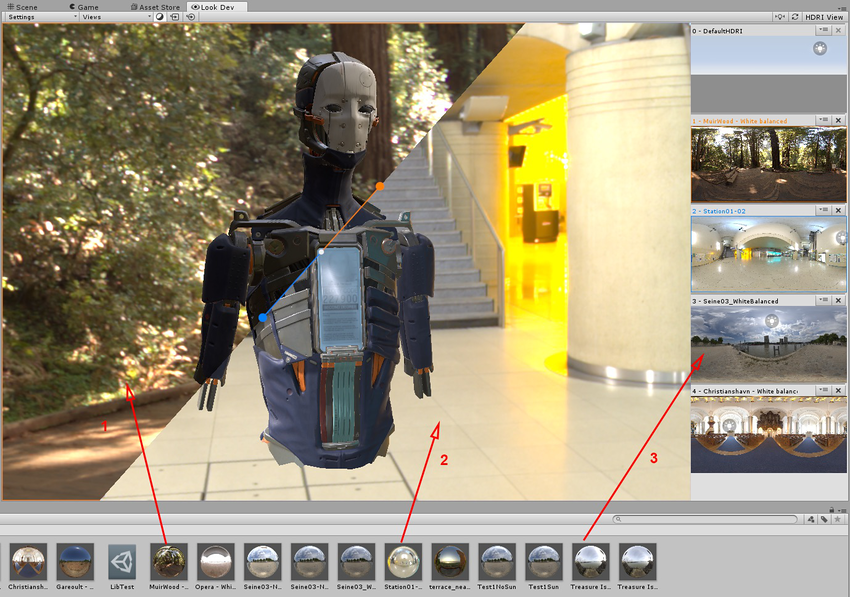 Scene Game Asset Store Look Dev
Settings Views HDRI View
0 - DefaultHDRI
1 - MuirWood - White balanced
2 - Station01-02
3 - Seine03_WhiteBalanced
4 - Christianshavn - White balanc
1
2
3
Christiansh... Gareoult - ... LibTest MuirWood -... Opera - Whi... Seine03-N... Seine03-N... Seine03_W... Station01-... terrace_nea... Test1NoSun Test1Sun Treasure Is... Treasure Is...